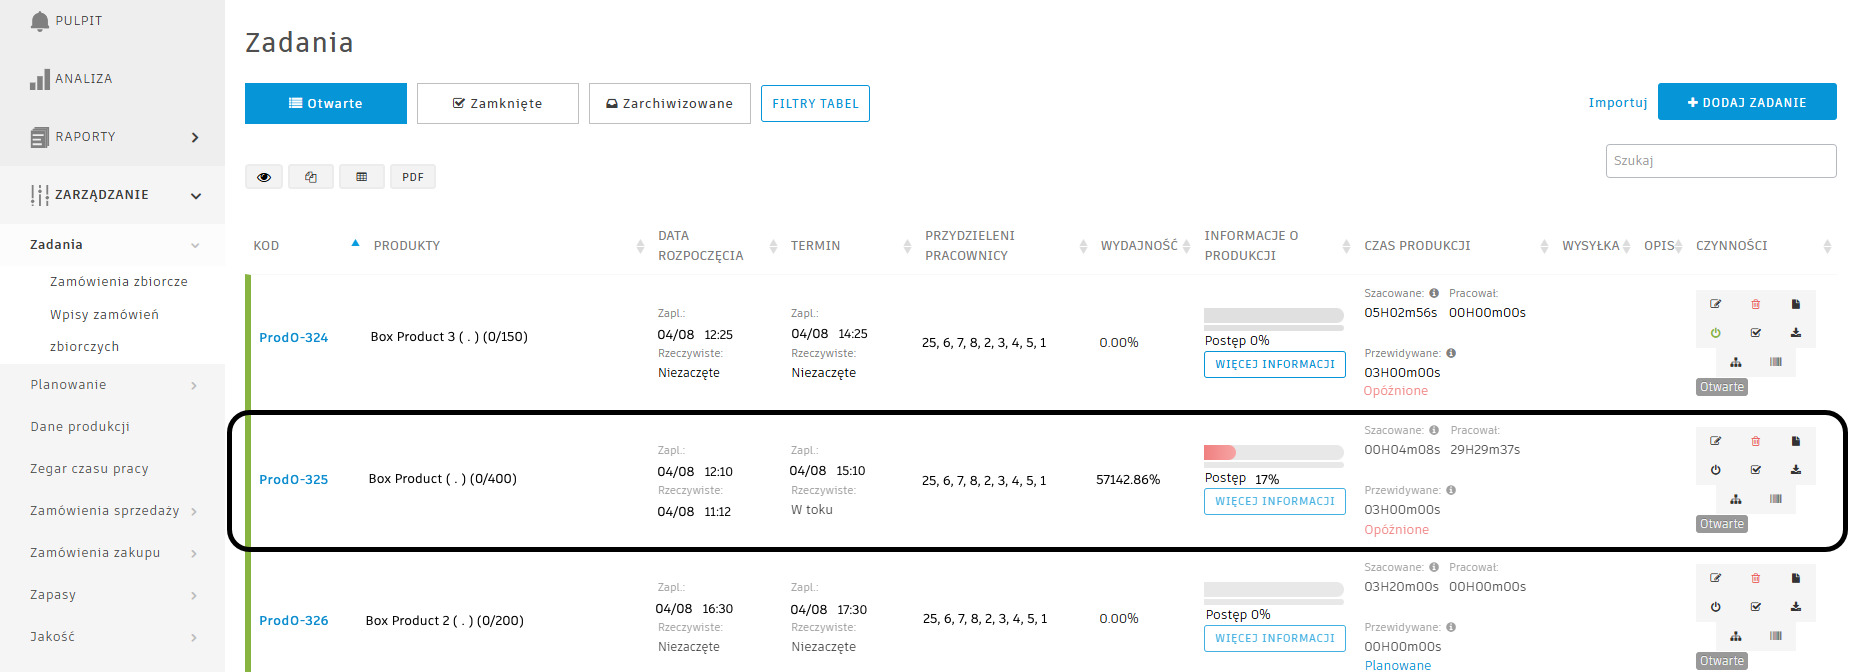 PULPIT
ANALIZA
RAPORTY
ZARZĄDZANIE
Zadania
Zamówienia zbiorcze
Wpisy zamówień
zbiorczych
Planowanie
Dane produkcji
Zegar czasu pracy
Zamówienia sprzedaży
Zamówienia zakupu
Zapasy
Jakość
Zadania
Otwarte
Zamknięte
Zarchiwizowane
FILTRY TABEL
Importuj
DODAJ ZADANIE
PDF
Szukaj
KOD
PRODUKTY
DATA
ROZPOCZĘCIA
TERMIN
PRZYDZIELENI
PRACOWNICY
WYDAJNOŚĆ
INFORMACJE O
PRODUKCJI
CZAS PRODUKCJI
WYSYŁKA
OPIS
CZYNNOŚCI
ProdO-324
Box Product 3 ( . ) (0/150)
Zapl.:
04/08 12:25
Rzeczywiste:
Niezaczęte
Zapl.:
04/08 14:25
Rzeczywiste:
Niezaczęte
25, 6, 7, 8, 2, 3, 4, 5, 1
0.00%
Postęp 0%
WIĘCEJ INFORMACJI
Szacowane: Pracował:
05H02m56s 00H00m00s
Przewidywane:
03H00m00s
Opóźnione
Otwarte
ProdO-325
Box Product ( . ) (0/400)
Zapl.:
04/08 12:10
Rzeczywiste:
04/08 11:12
Zapl.:
04/08 15:10
Rzeczywiste:
W toku
25, 6, 7, 8, 2, 3, 4, 5, 1
57142.86%
Postęp 17%
WIĘCEJ INFORMACJI
Szacowane: Pracował:
00H04m08s 29H29m37s
Przewidywane:
03H00m00s
Opóźnione
Otwarte
ProdO-326
Box Product 2 ( . ) (0/200)
Zapl.:
04/08 16:30
Rzeczywiste:
Niezaczęte
Zapl.:
04/08 17:30
Rzeczywiste:
Niezaczęte
25, 6, 7, 8, 2, 3, 4, 5, 1
0.00%
Postęp 0%
WIĘCEJ INFORMACJI
Szacowane: Pracował:
03H20m00s 00H00m00s
Przewidywane:
00H00m00s
Planowane
Otwarte